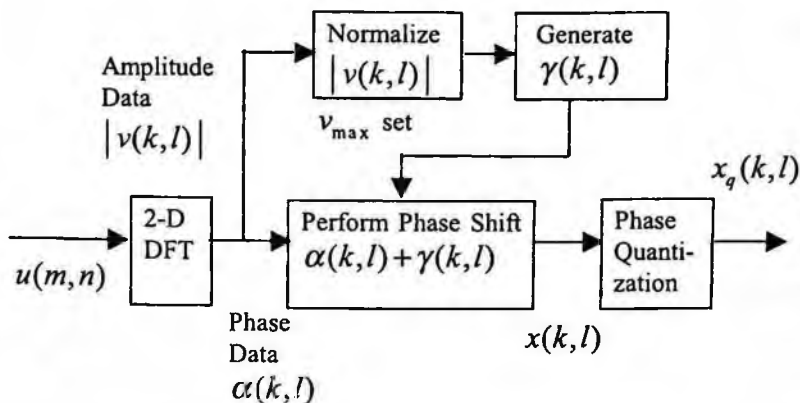 Normalize
|v(k,l)|
Generate
γ(k,l)
Amplitude
Data
|v(k,l)|
v_max set
x_q(k,l)
2-D
DFT
Perform Phase Shift
α(k,l)+γ(k,l)
Phase
Quanti-
zation
u(m,n)
Phase
Data
α(k,l)
x(k,l)